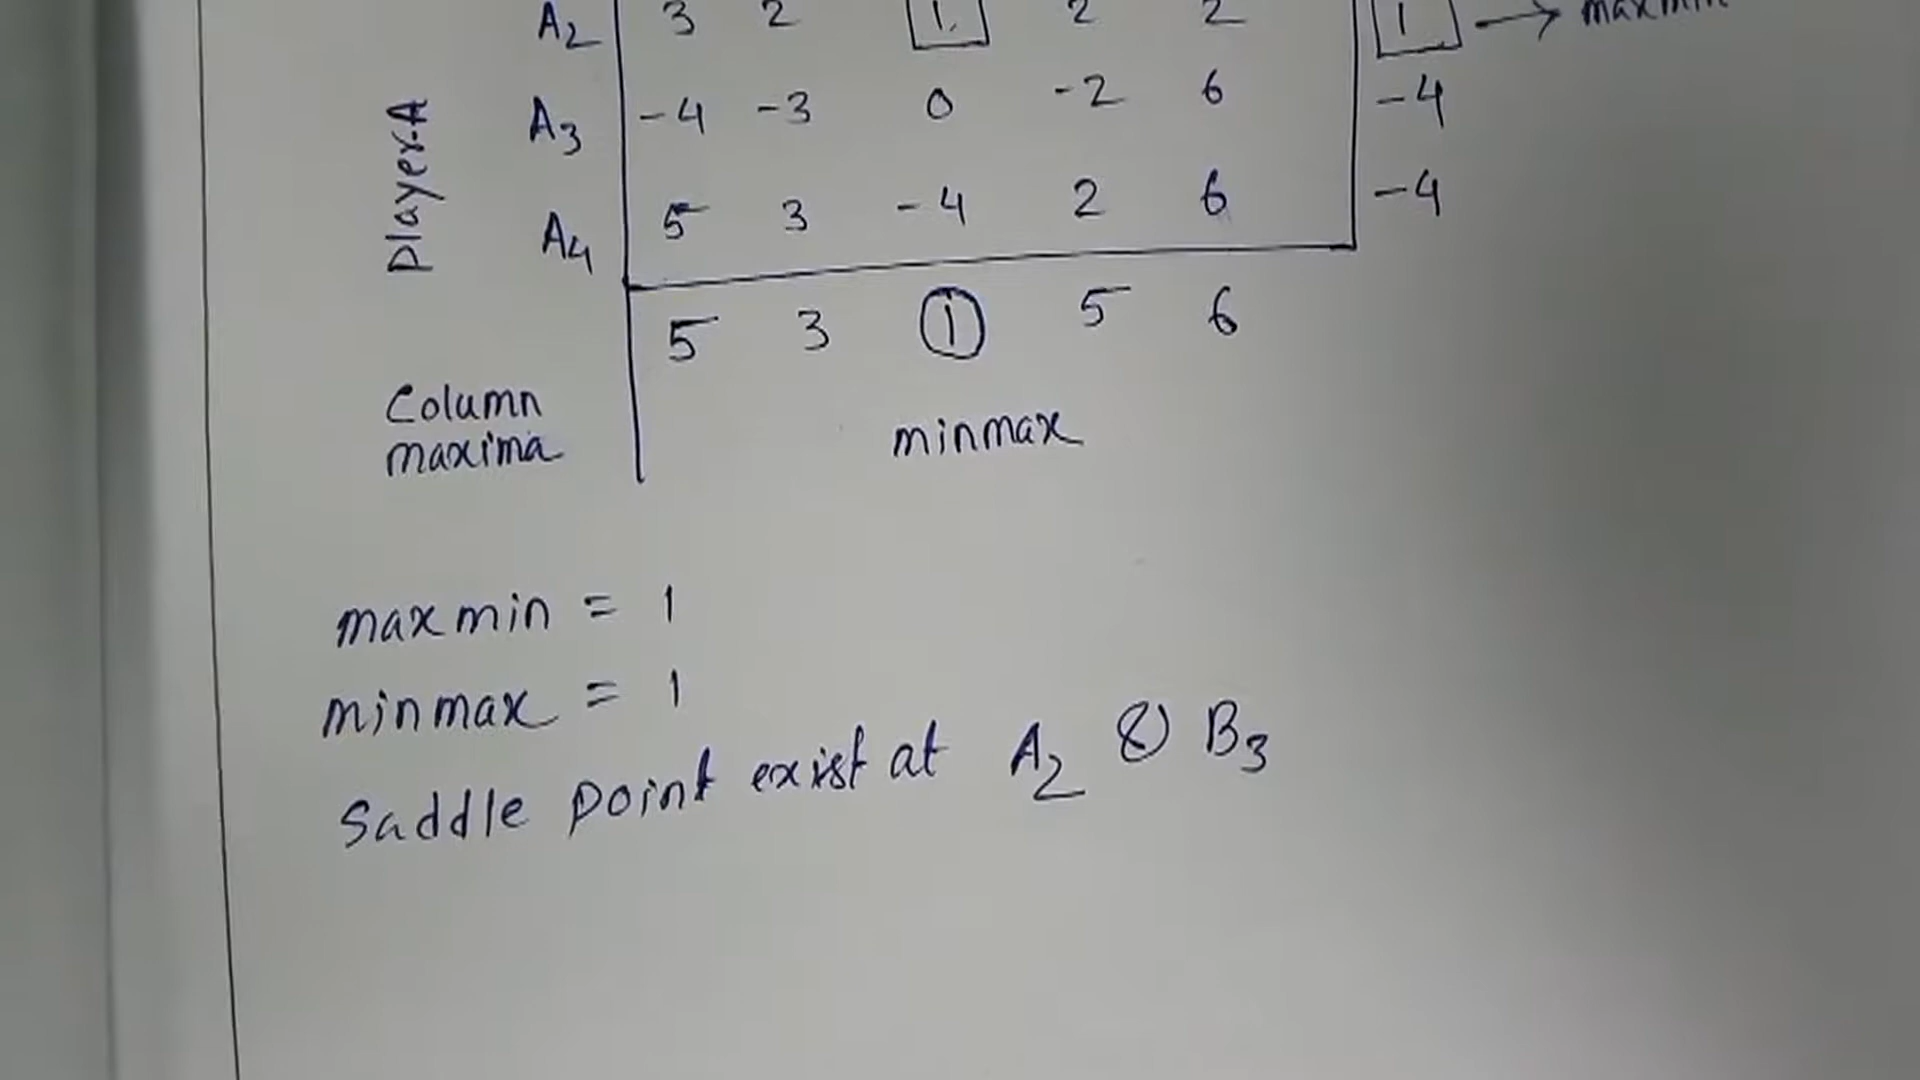 A2 3 2 1 2 2 1 → maxmin
A3 -4 -3 0 -2 6 -4
Player-A
A4 5 3 -4 2 6 -4
5 3 1 5 6
Column
maxima
minmax
maxmin = 1
minmax = 1
Saddle point exist at A2 & B3